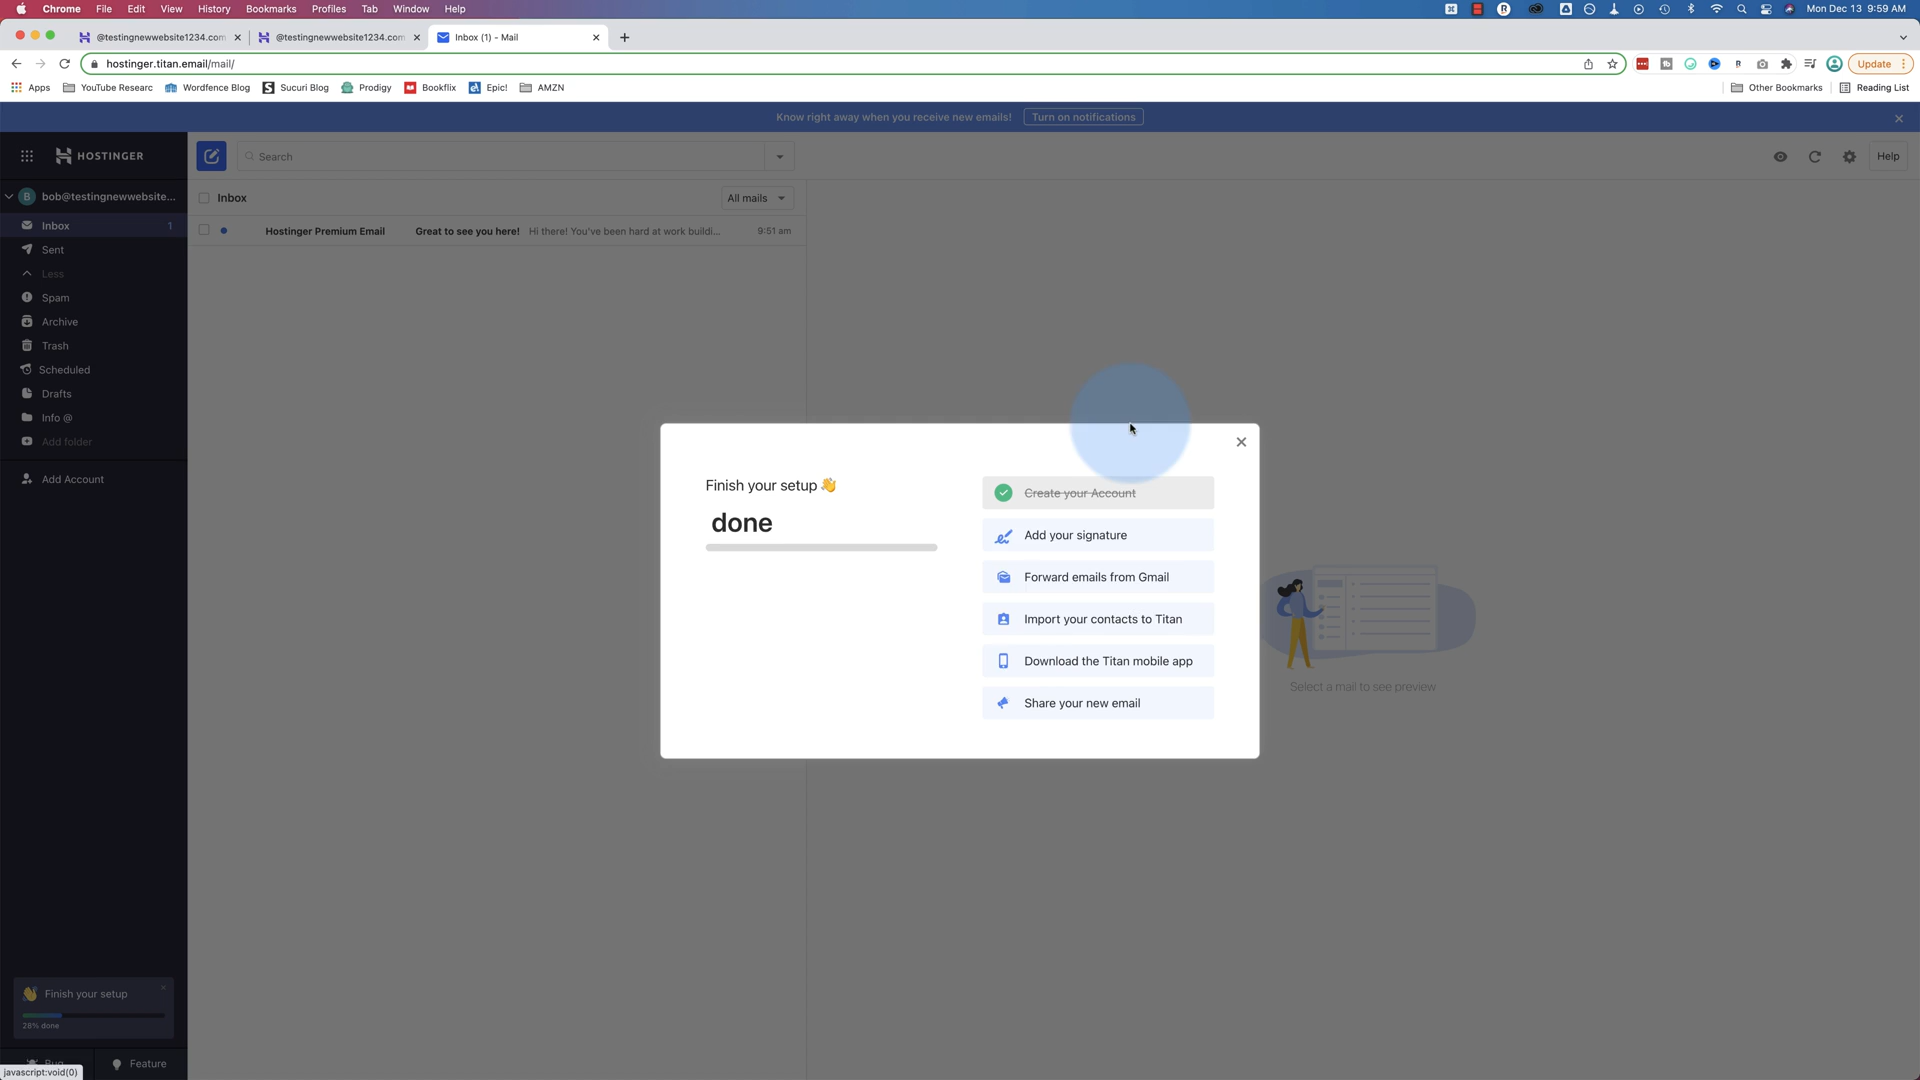 Chrome File Edit View History Bookmarks Profiles Tab Window Help
Mon Dec 13 9:59 AM
@testingnewwebsite1234.com
@testingnewwebsite1234.com
Inbox (1) - Mail
hostinger.titan.email/mail/
Update
Apps
YouTube Researc
Wordfence Blog
Sucuri Blog
Prodigy
Bookflix
Epic!
AMZN
Other Bookmarks
Reading List
Know right away when you receive new emails!
Turn on notifications
HOSTINGER
Search
Help
B
bob@testingnewwebsite...
Inbox 1
Sent
Less
Spam
Archive
Trash
Scheduled
Drafts
Info @
Add folder
Add Account
Inbox
All mails
Hostinger Premium Email Great to see you here! Hi there! You've been hard at work buildi... 9:51 am
Finish your setup
done
Create your Account
Add your signature
Forward emails from Gmail
Import your contacts to Titan
Download the Titan mobile app
Share your new email
Select a mail to see preview
Finish your setup
28% done
Bug
Feature
javascript:void(0)